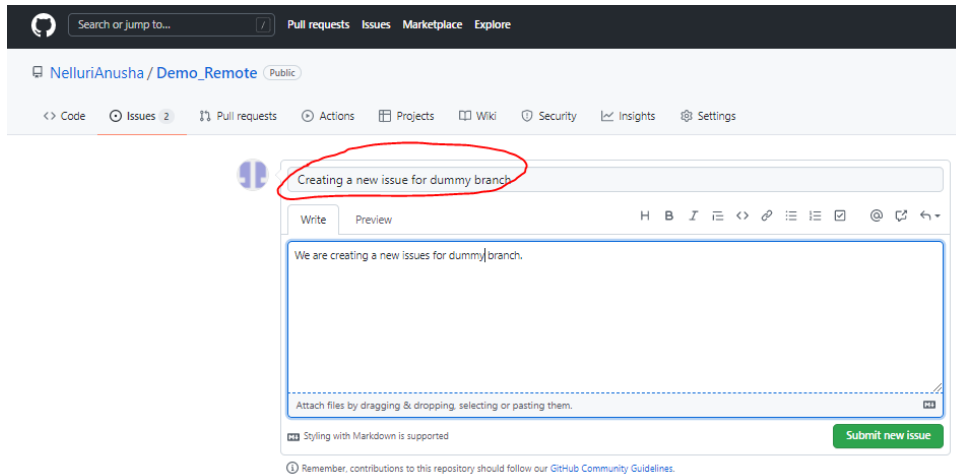 Search or jump to... / Pull requests Issues Marketplace Explore
NelluriAnusha / Demo_Remote Public
<> Code Issues 2 Pull requests Actions Projects Wiki Security Insights Settings
Creating a new issue for dummy branch
Write Preview H B I <> @
We are creating a new issues for dummy branch.
Attach files by dragging & dropping, selecting or pasting them.
Styling with Markdown is supported Submit new issue
Remember, contributions to this repository should follow our GitHub Community Guidelines.